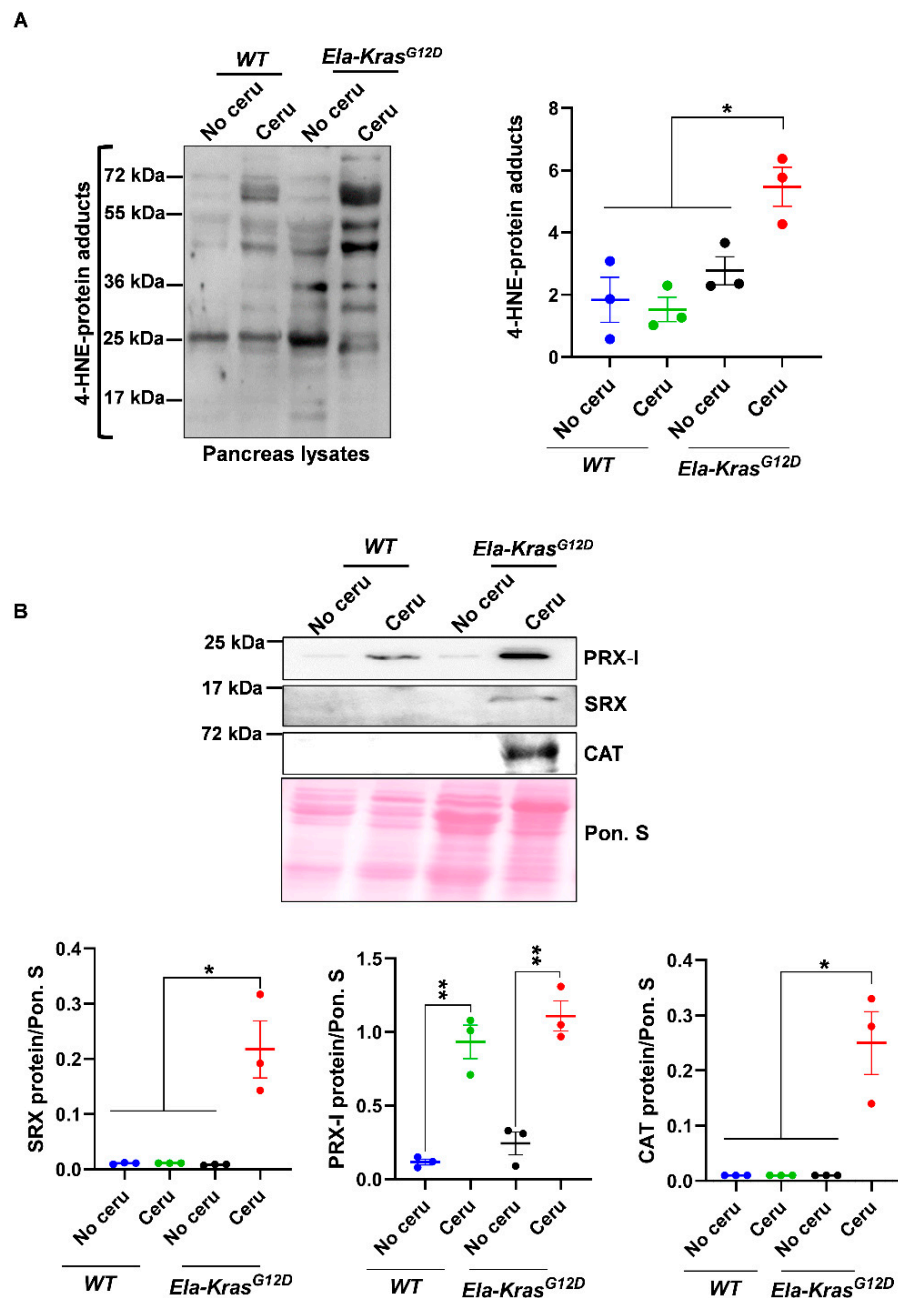 A
WT
Ela-KrasG12D
No ceru
Ceru
No ceru
Ceru
4-HNE-protein adducts
72 kDa
55 kDa
36 kDa
25 kDa
17 kDa
Pancreas lysates
4-HNE-protein adducts
8
6
4
2
0
*
No ceru
Ceru
No ceru
Ceru
WT
Ela-KrasG12D
B
WT
Ela-KrasG12D
No ceru
Ceru
No ceru
Ceru
25 kDa
PRX-I
17 kDa
SRX
72 kDa
CAT
Pon. S
SRX protein/Pon. S
0.4
0.3
0.2
0.1
0.0
*
No ceru
Ceru
No ceru
Ceru
WT
Ela-KrasG12D
PRX-I protein/Pon. S
1.5
1.0
0.5
0.0
**
**
No ceru
Ceru
No ceru
Ceru
WT
Ela-KrasG12D
CAT protein/Pon. S
0.4
0.3
0.2
0.1
0.0
*
No ceru
Ceru
No ceru
Ceru
WT
Ela-KrasG12D